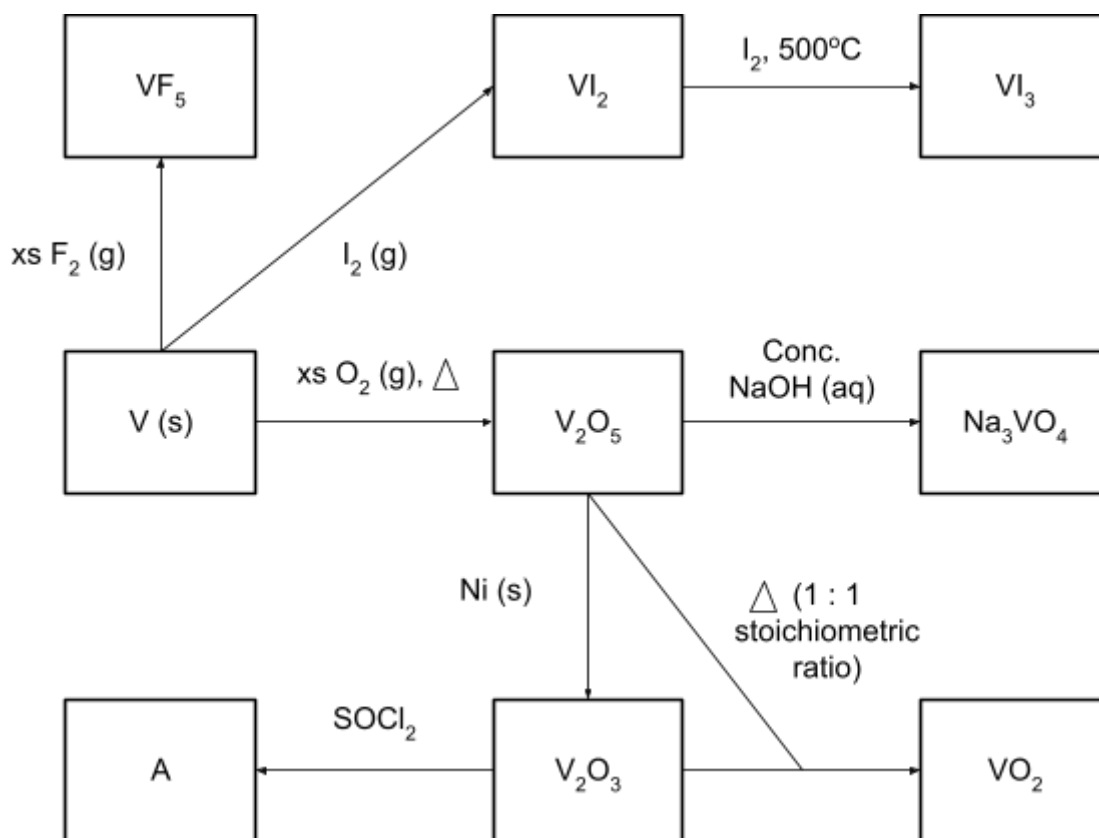 VF₅
VI₂
I₂, 500ºC
VI₃
xs F₂ (g)
I₂ (g)
V (s)
xs O₂ (g), △
V₂O₅
Conc.
NaOH (aq)
Na₃VO₄
Ni (s)
△ (1 : 1
stoichiometric
ratio)
A
SOCl₂
V₂O₃
VO₂